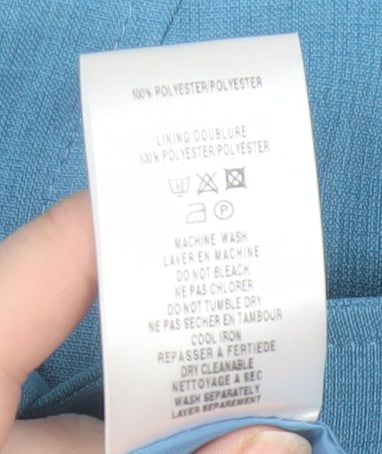 100% POLYESTER/POLYESTER
LINING DOUBLURE
100% POLYESTER/POLYESTER
P
MACHINE WASH
LAVER EN MACHINE
DO NOT BLEACH
NE PAS CHLORER
DO NOT TUMBLE DRY
NE PAS SECHER EN TAMBOUR
COOL IRON
REPASSER A FERTIEDE
DRY CLEANABLE
NETTOYAGE A SEC
WASH SEPARATELY
LAVER SEPAREMENT